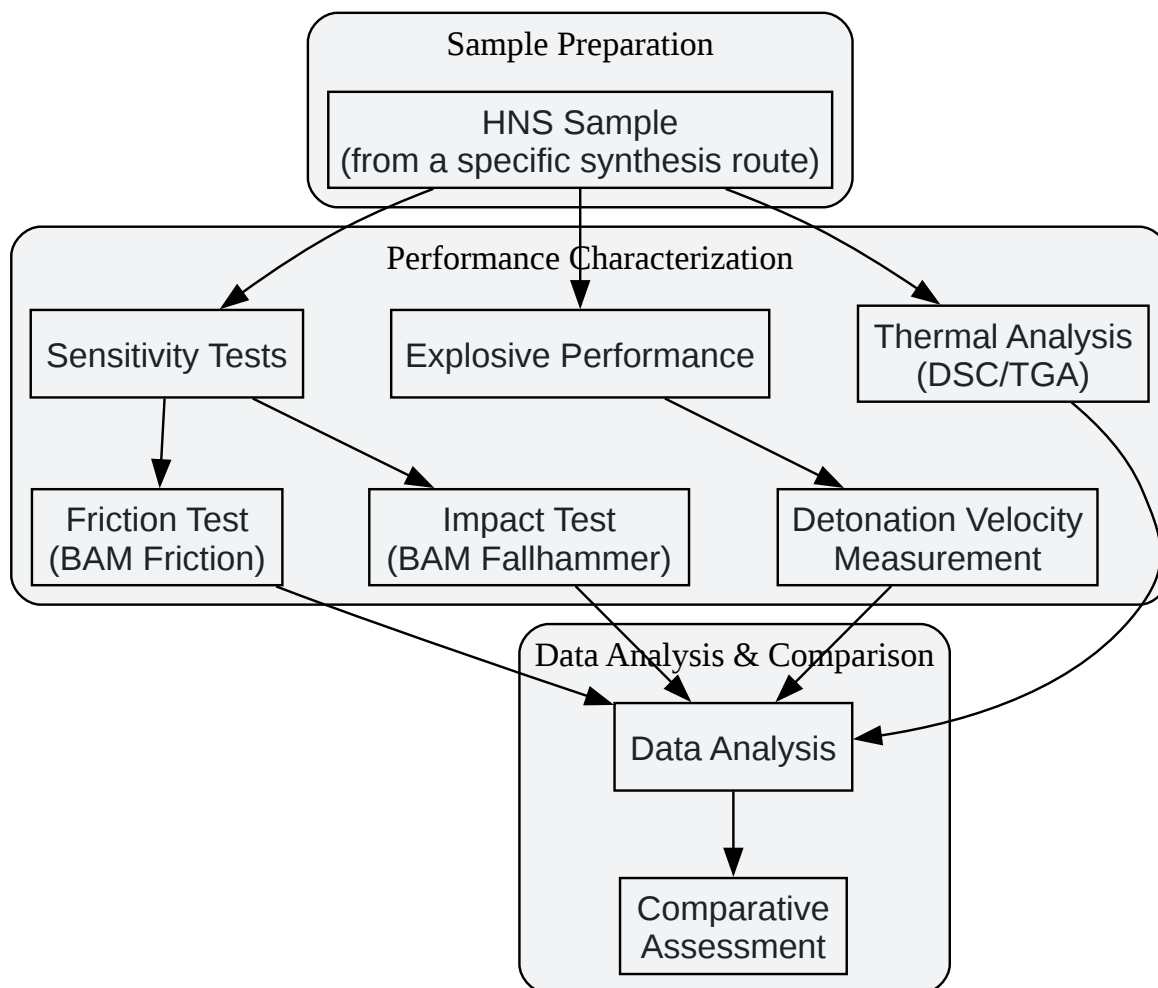 Sample Preparation
HNS Sample
(from a specific synthesis route)
Performance Characterization
Sensitivity Tests
Explosive Performance
Thermal Analysis
(DSC/TGA)
Friction Test
(BAM Friction)
Impact Test
(BAM Fallhammer)
Detonation Velocity
Measurement
Data Analysis & Comparison
Data Analysis
Comparative
Assessment